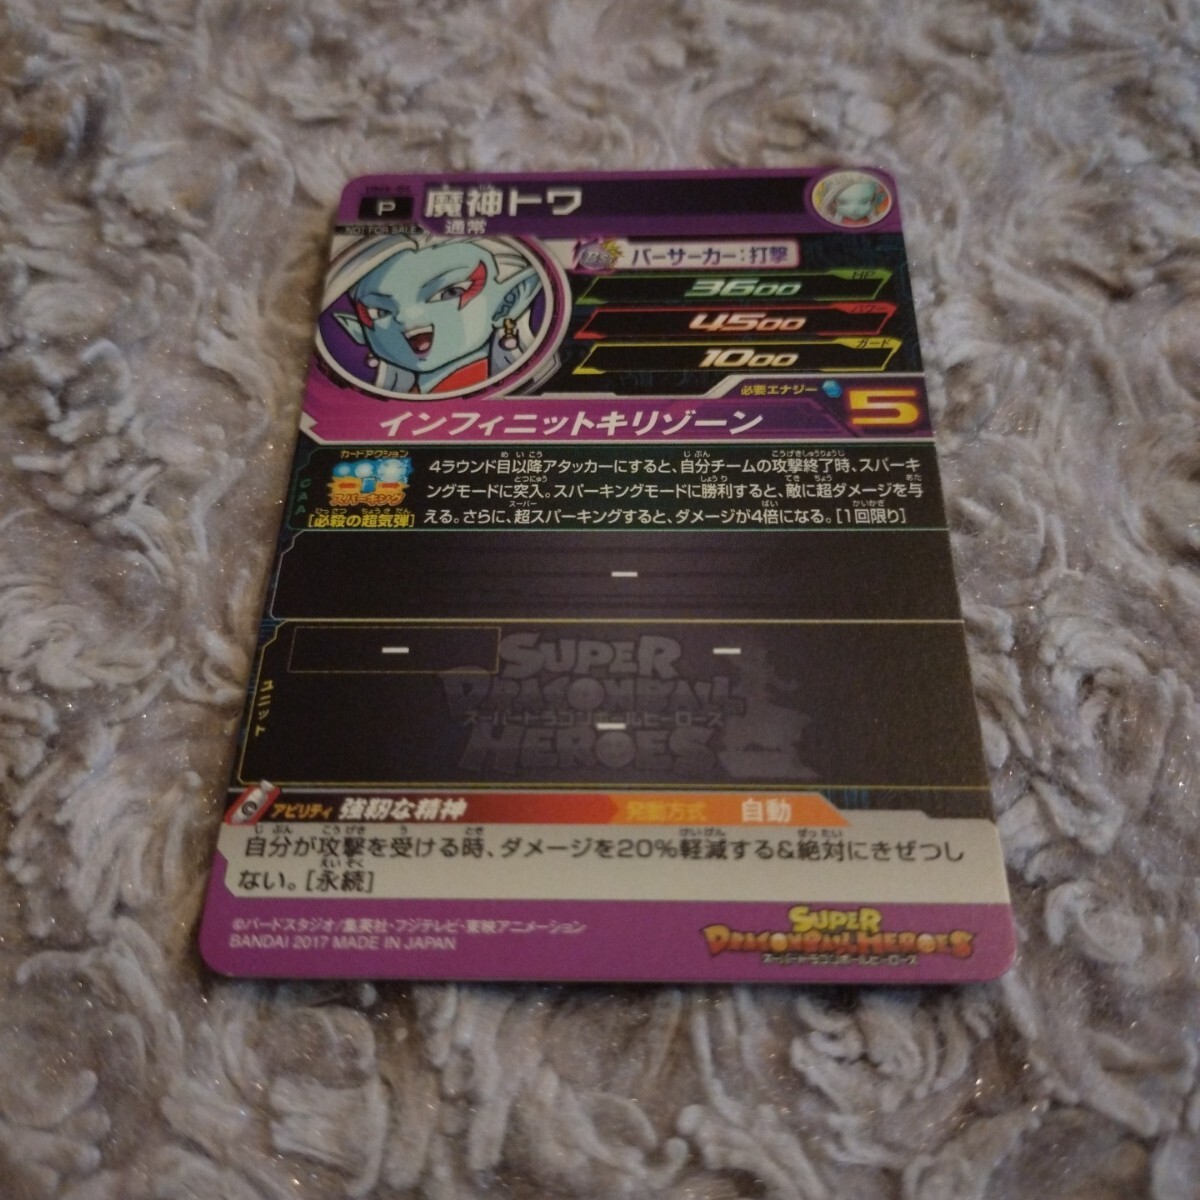 P
NOT FOR SALE
魔神トワ
通常
バーサーカー:打撃
HP
3600
パワー
4500
ガード
1000
必要エナジー
5
インフィニットキリゾーン
CAA
カードアクション
スパーキング
[必殺の超気弾]
4ラウンド目以降アタッカーにすると、自分チームの攻撃終了時、スパーキ
ングモードに突入。スパーキングモードに勝利すると、敵に超ダメージを与
える。さらに、超スパーキングすると、ダメージが4倍になる。[1回限り]
ー
ユニット
ー
ー
ー
SUPER
DRAGONBALL
スーパードラゴンボールヒーローズ
HEROES
アビリティ 強靭な精神
発動方式 自動
自分が攻撃を受ける時、ダメージを20%軽減する&絶対にきぜつし
ない。[永続]
©バードスタジオ/集英社・フジテレビ・東映アニメーション
BANDAI 2017 MADE IN JAPAN
SUPER
DRAGONBALL HEROES
スーパードラゴンボールヒーローズ